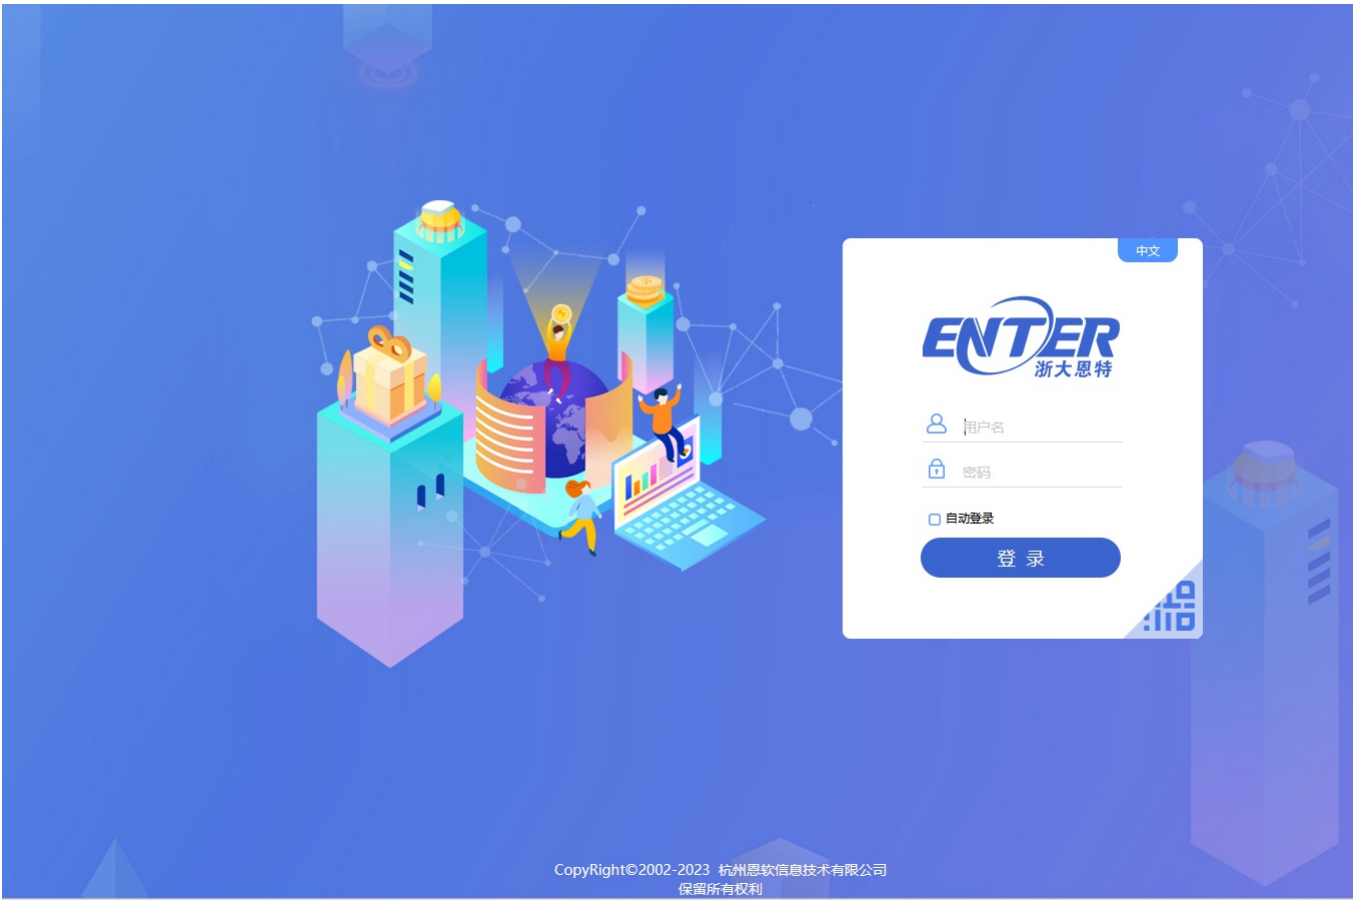 中文
ENTER
浙大恩特
用户名
密码
自动登录
登 录
CopyRight©2002-2023 杭州恩软信息技术有限公司
保留所有权利